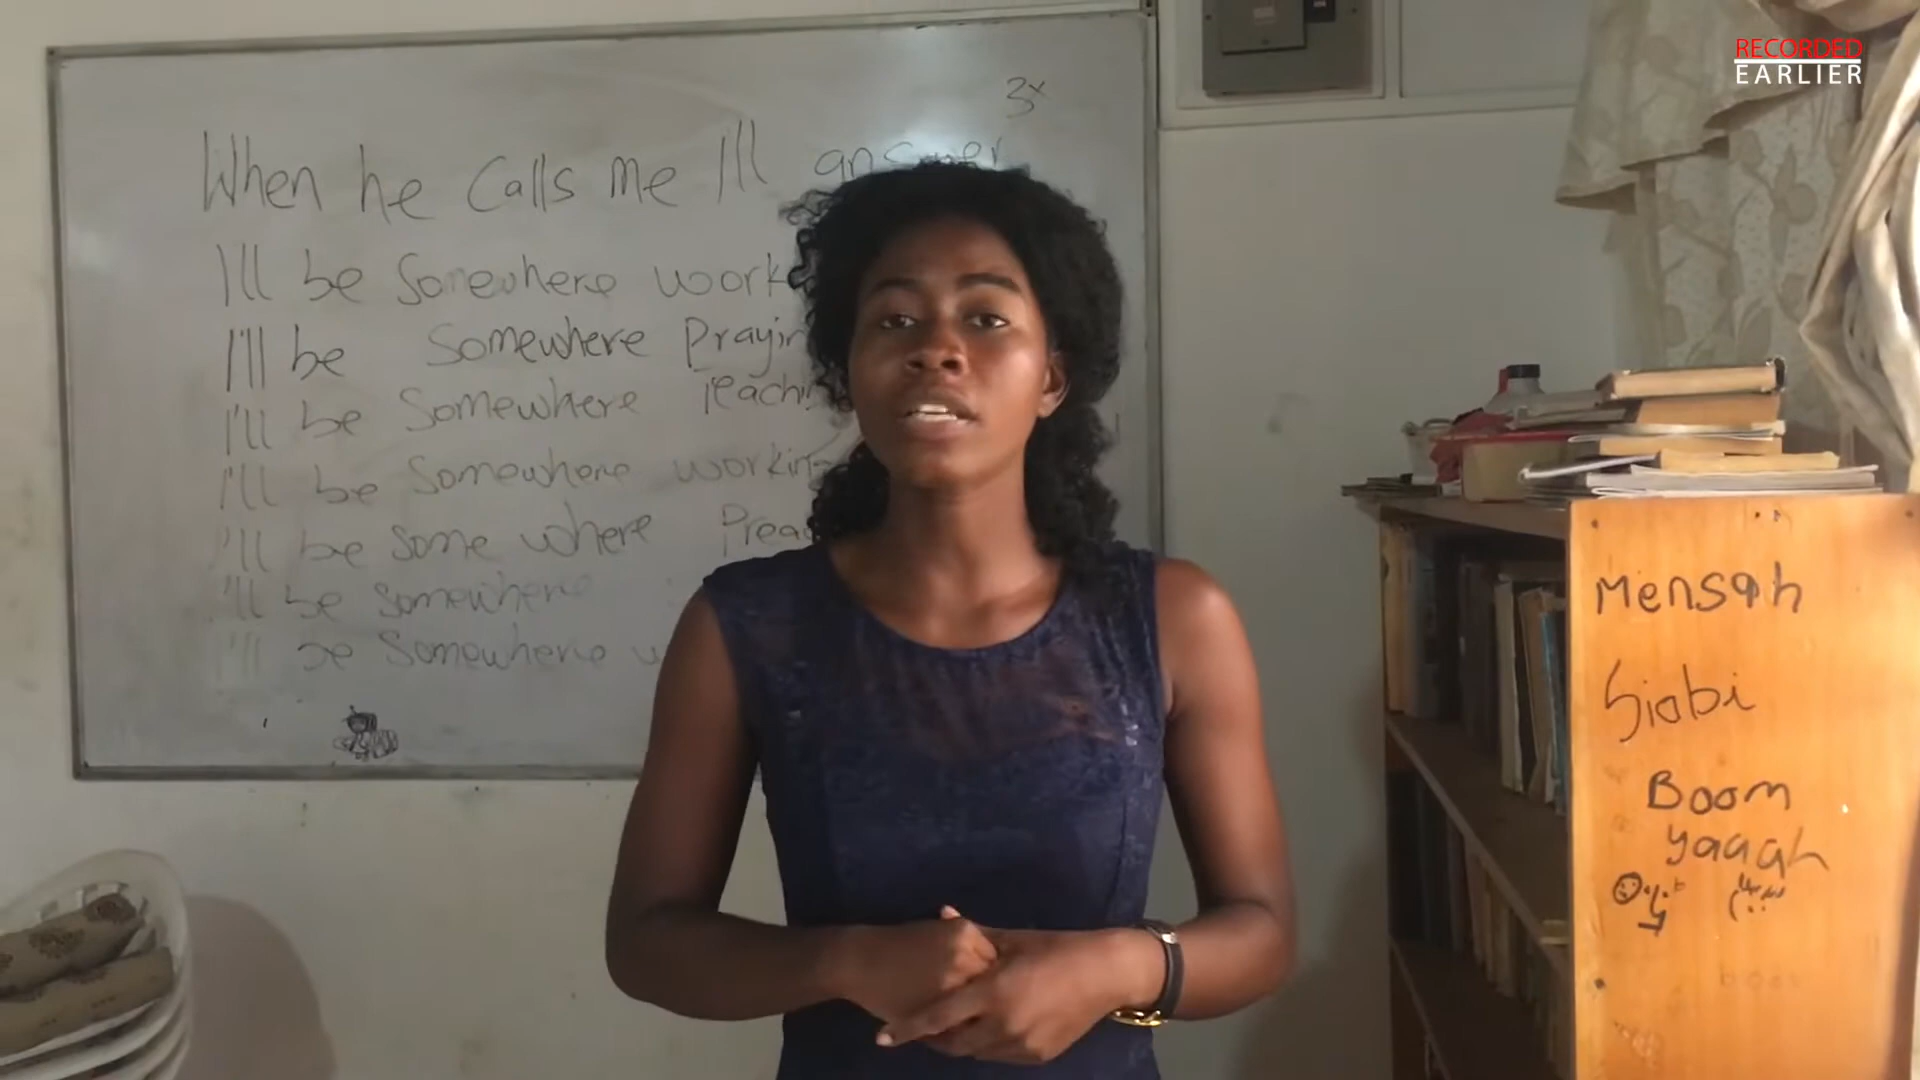 3x
When he Calls me I'll answer
I'll be Somewhere work
I'll be Somewhere Prayin
I'll be Somewhere Teachin
I'll be Somewhere workin
I'll be Some where Prea
I'll be Somewhere
I'll be Somewhere w
RECORDED
EARLIER
Mensah
Siabi
Boom
yaaah